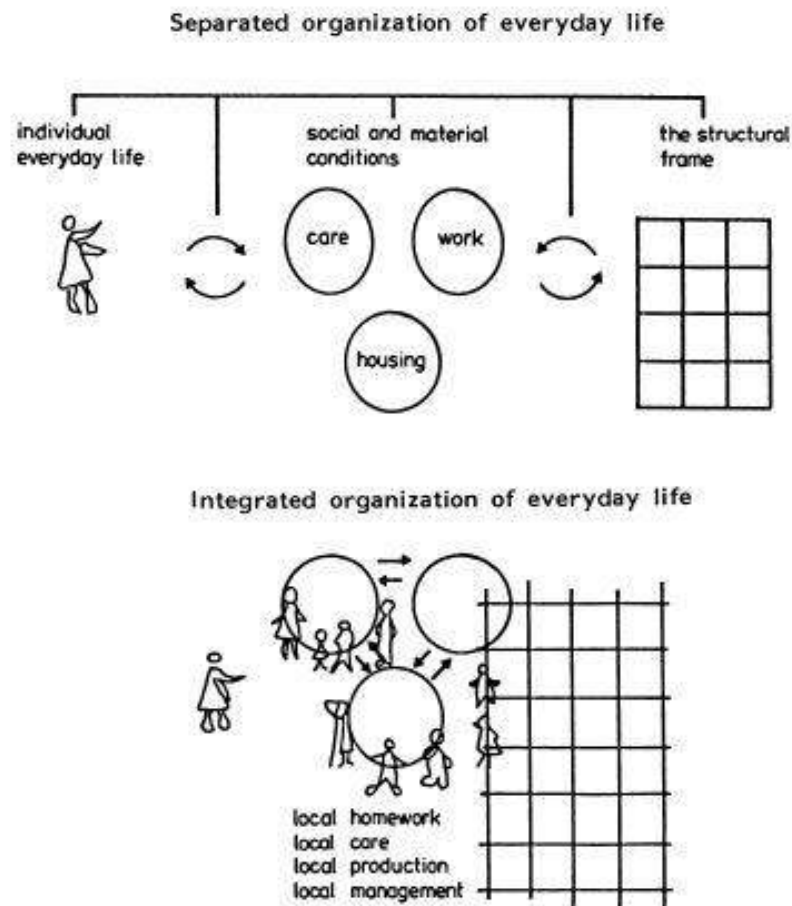 Separated organization of everyday life
individual
everyday life
social and material
conditions
the structural
frame
care
work
housing
Integrated organization of everyday life
local homework
local care
local production
local management